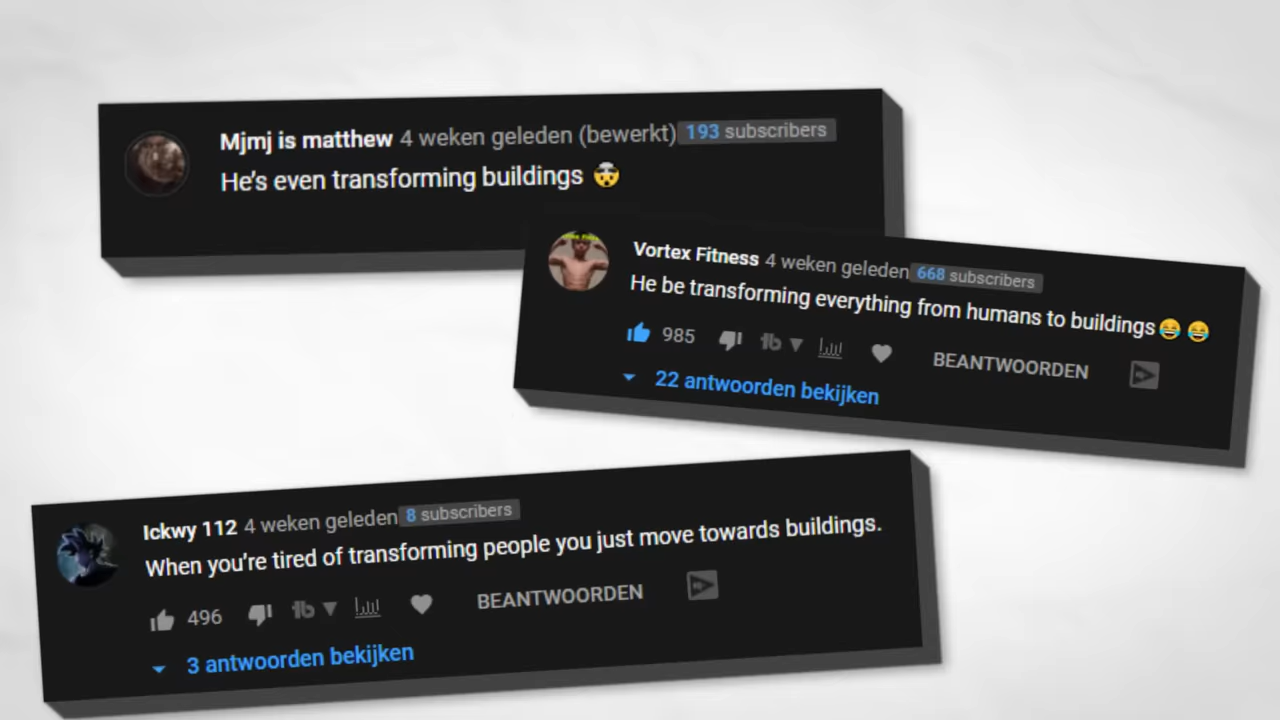 Mjmj is matthew 4 weken geleden (bewerkt) 193 subscribers
He's even transforming buildings 🤯
Vortex Fitness 4 weken geleden 668 subscribers
He be transforming everything from humans to buildings😂 😂
985 BEANTWOORDEN
22 antwoorden bekijken
Ickwy 112 4 weken geleden 8 subscribers
When you're tired of transforming people you just move towards buildings.
496 BEANTWOORDEN
3 antwoorden bekijken